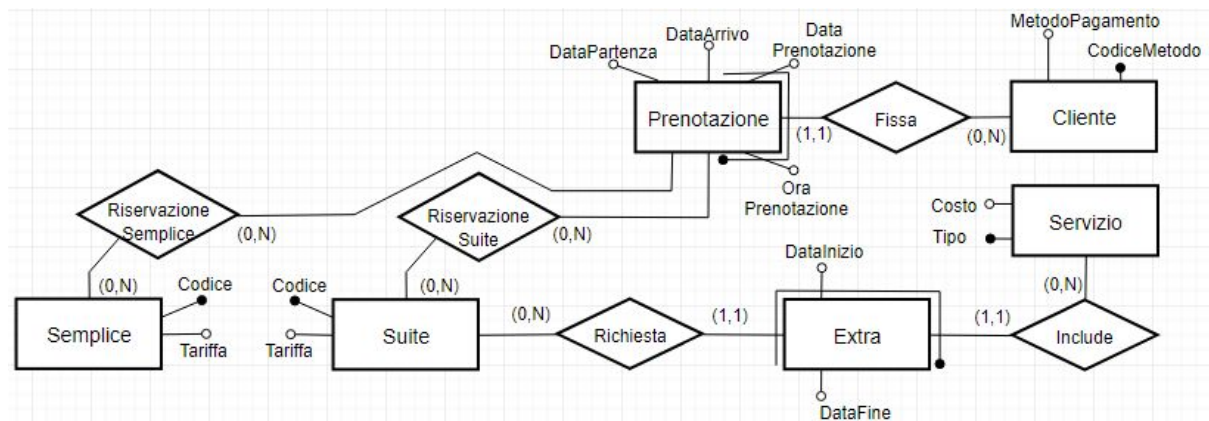 MetodoPagamento
DataArrivo
Data
Prenotazione
DataPartenza
CodiceMetodo
Prenotazione
(1,1)
Fissa
(0,N)
Cliente
Ora
Prenotazione
Riservazione
Semplice
(0,N)
Riservazione
Suite
(0,N)
Costo
Tipo
Servizio
DataInizio
(0,N)
Codice
(0,N)
Codice
(0,N)
Semplice
Tariffa
Tariffa
Suite
(0,N)
Richiesta
(1,1)
Extra
(1,1)
Include
DataFine